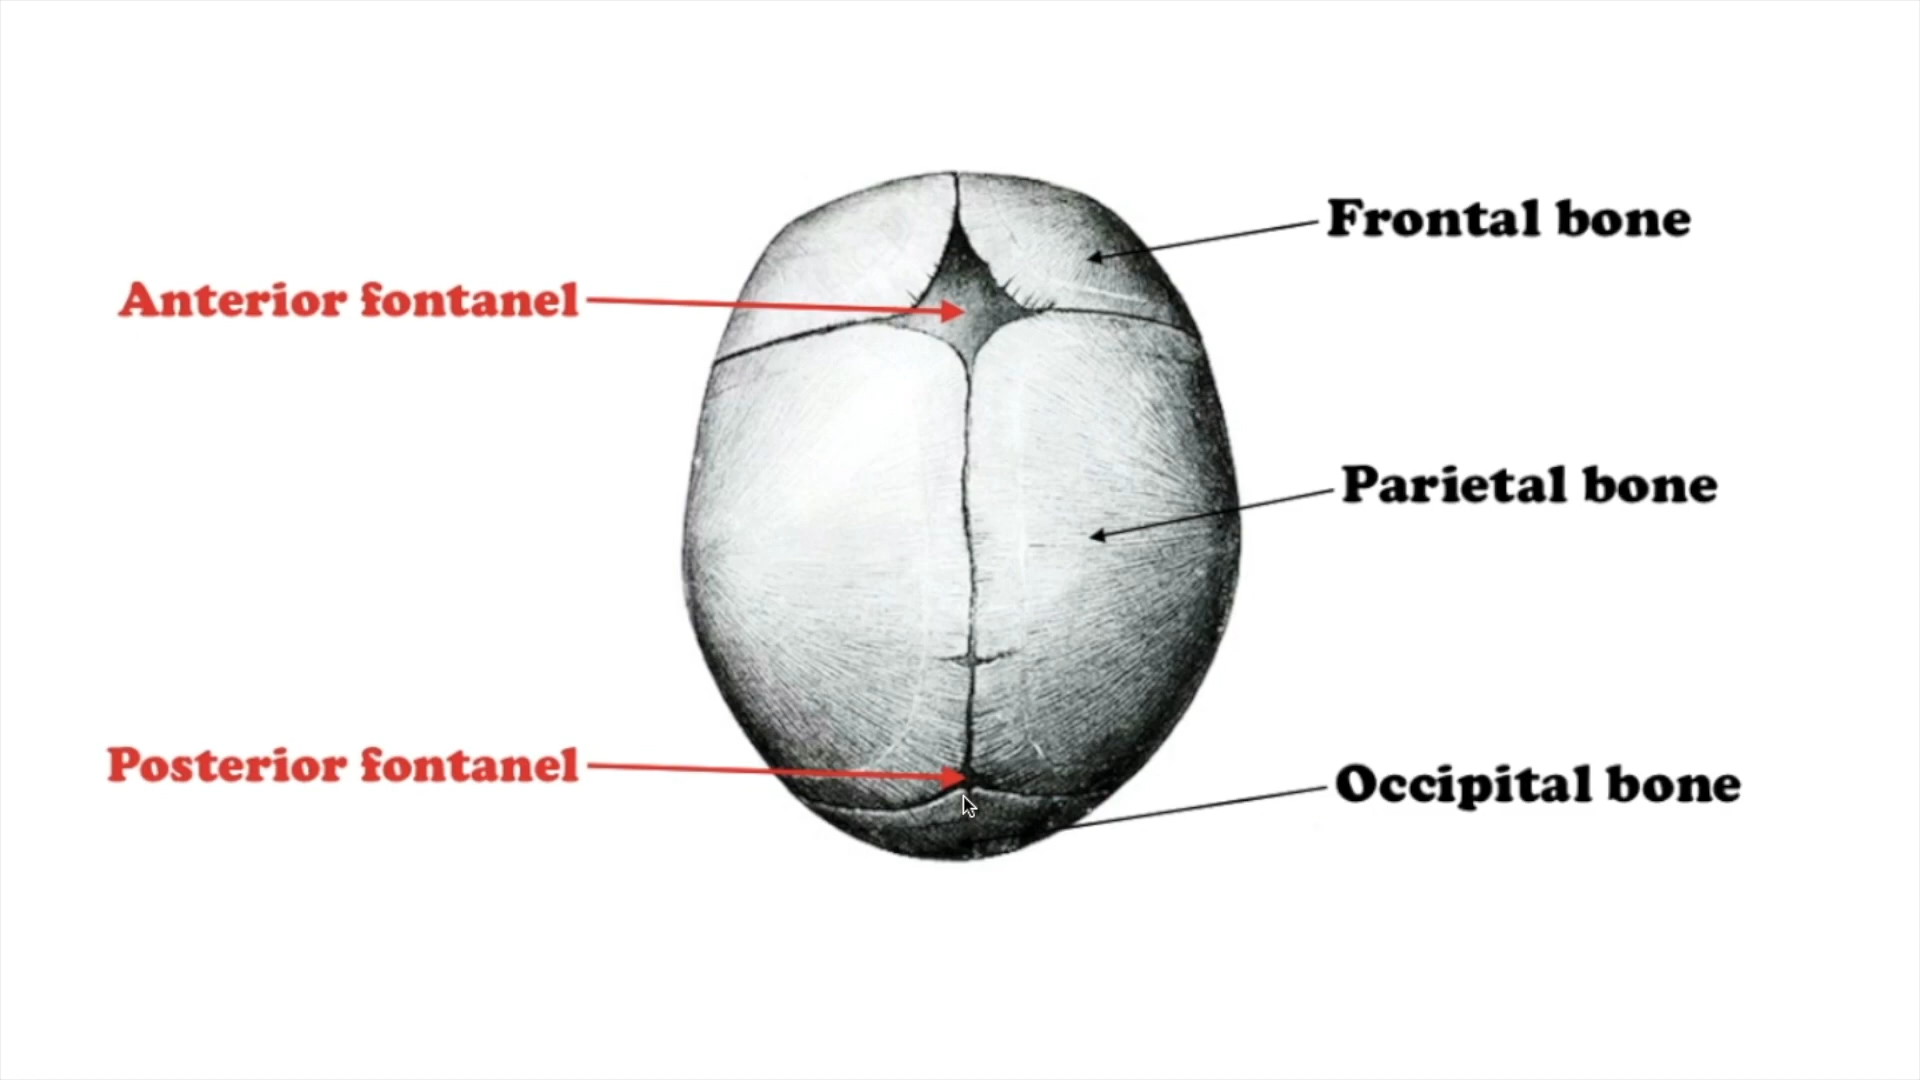 Frontal bone
Anterior fontanel
Parietal bone
Posterior fontanel
Occipital bone